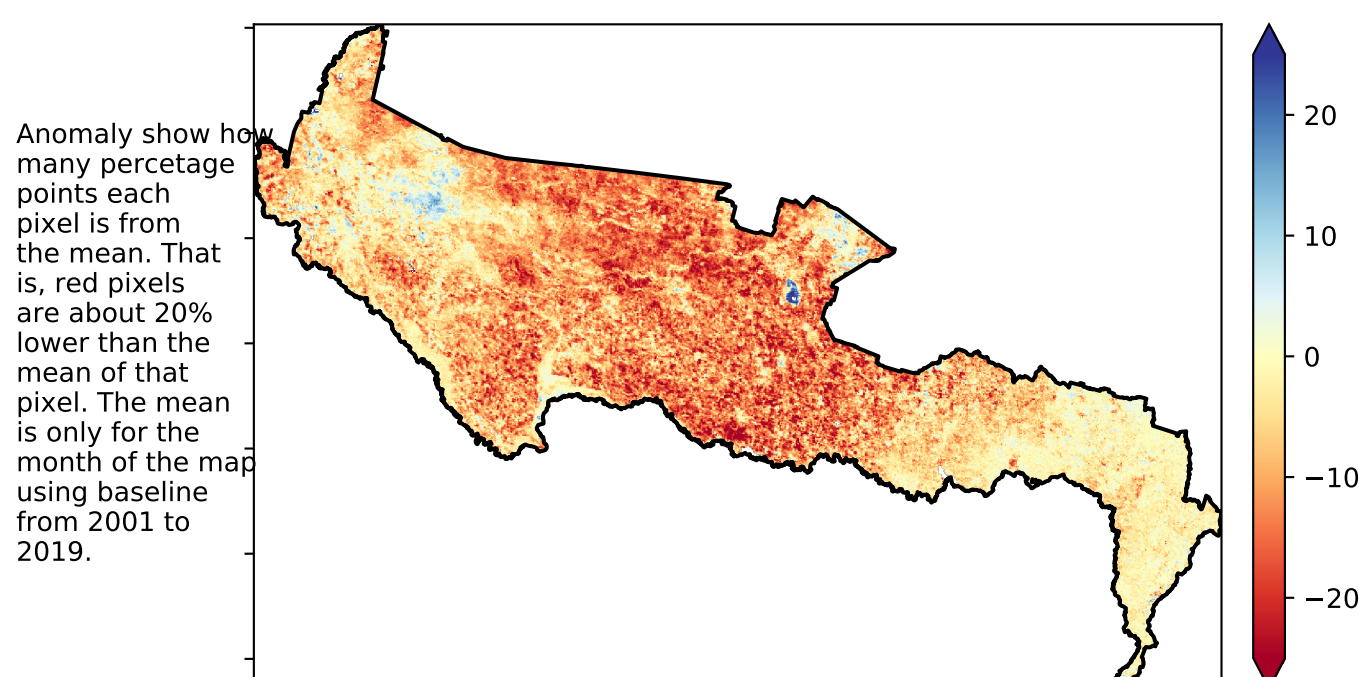 Anomaly show how
many percetage
points each
pixel is from
the mean. That
is, red pixels
are about 20%
lower than the
mean of that
pixel. The mean
is only for the
month of the map
using baseline
from 2001 to
2019.
20
10
0
−10
−20